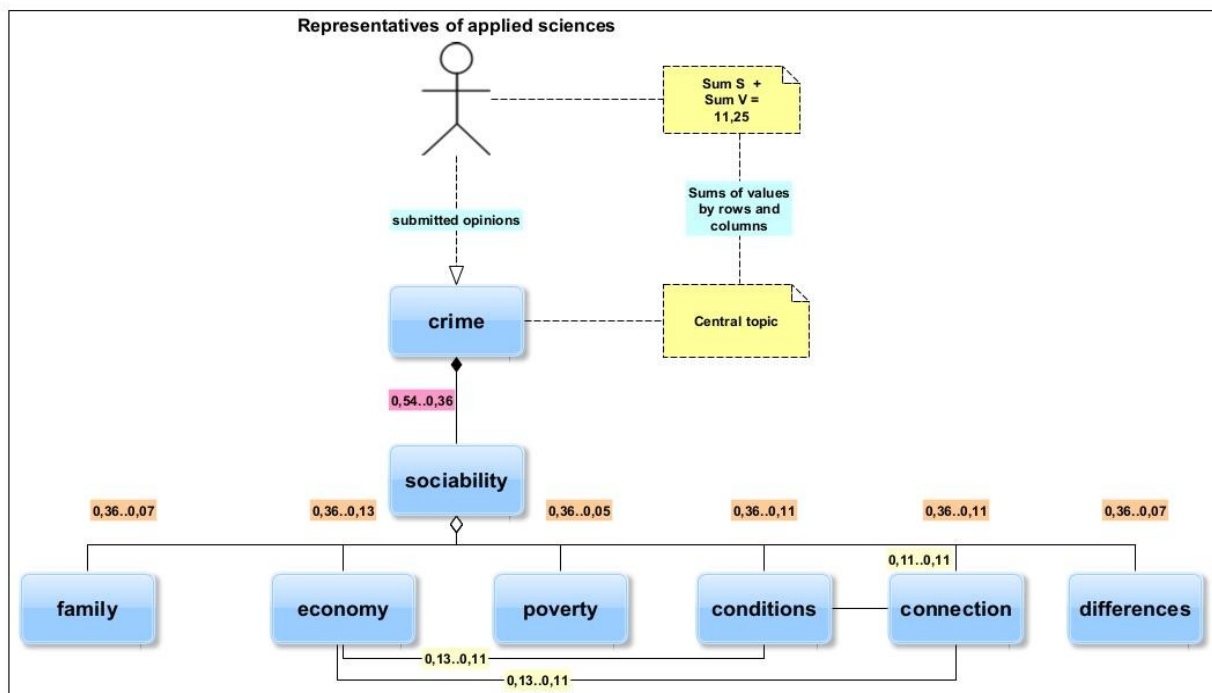 Representatives of applied sciences
Sum S +
Sum V =
11,25
submitted opinions
Sums of values
by rows and
columns
crime
Central topic
0,54..0,36
sociability
0,36..0,07
0,36..0,13
0,36..0,05
0,36..0,11
0,36..0,11
0,36..0,07
0,11..0,11
family
economy
poverty
conditions
connection
differences
0,13..0,11
0,13..0,11